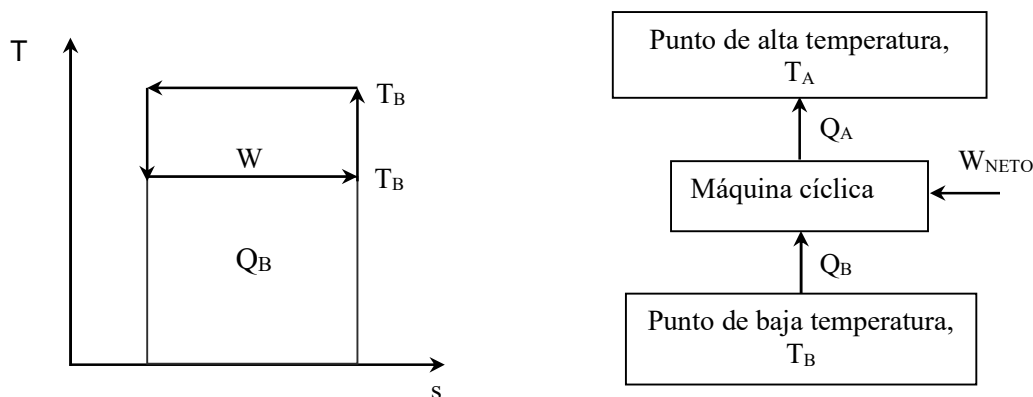 T
T_B
W
T_B
Q_B
s
Punto de alta temperatura,
T_A
Q_A
W_NETO
Máquina cíclica
Q_B
Punto de baja temperatura,
T_B